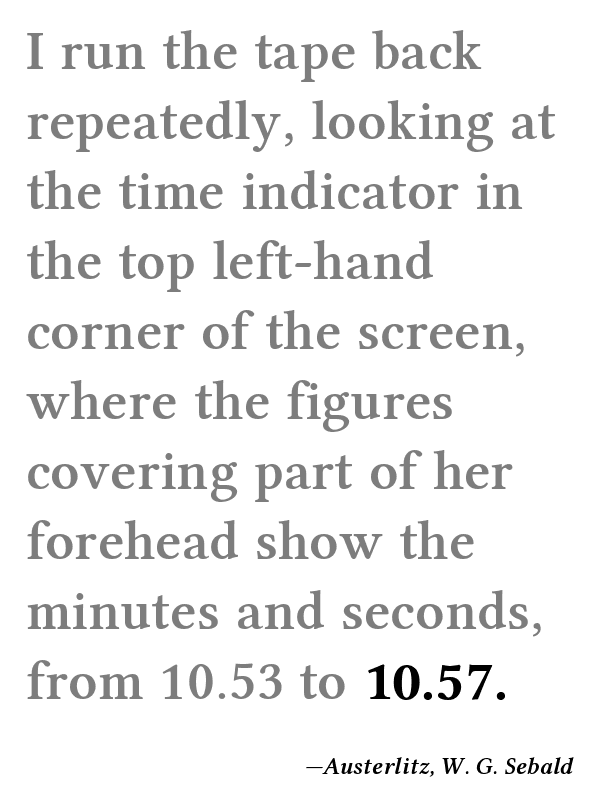 I run the tape back
repeatedly, looking at
the time indicator in
the top left-hand
corner of the screen,
where the figures
covering part of her
forehead show the
minutes and seconds,
from 10.53 to 10.57.
—Austerlitz, W. G. Sebald